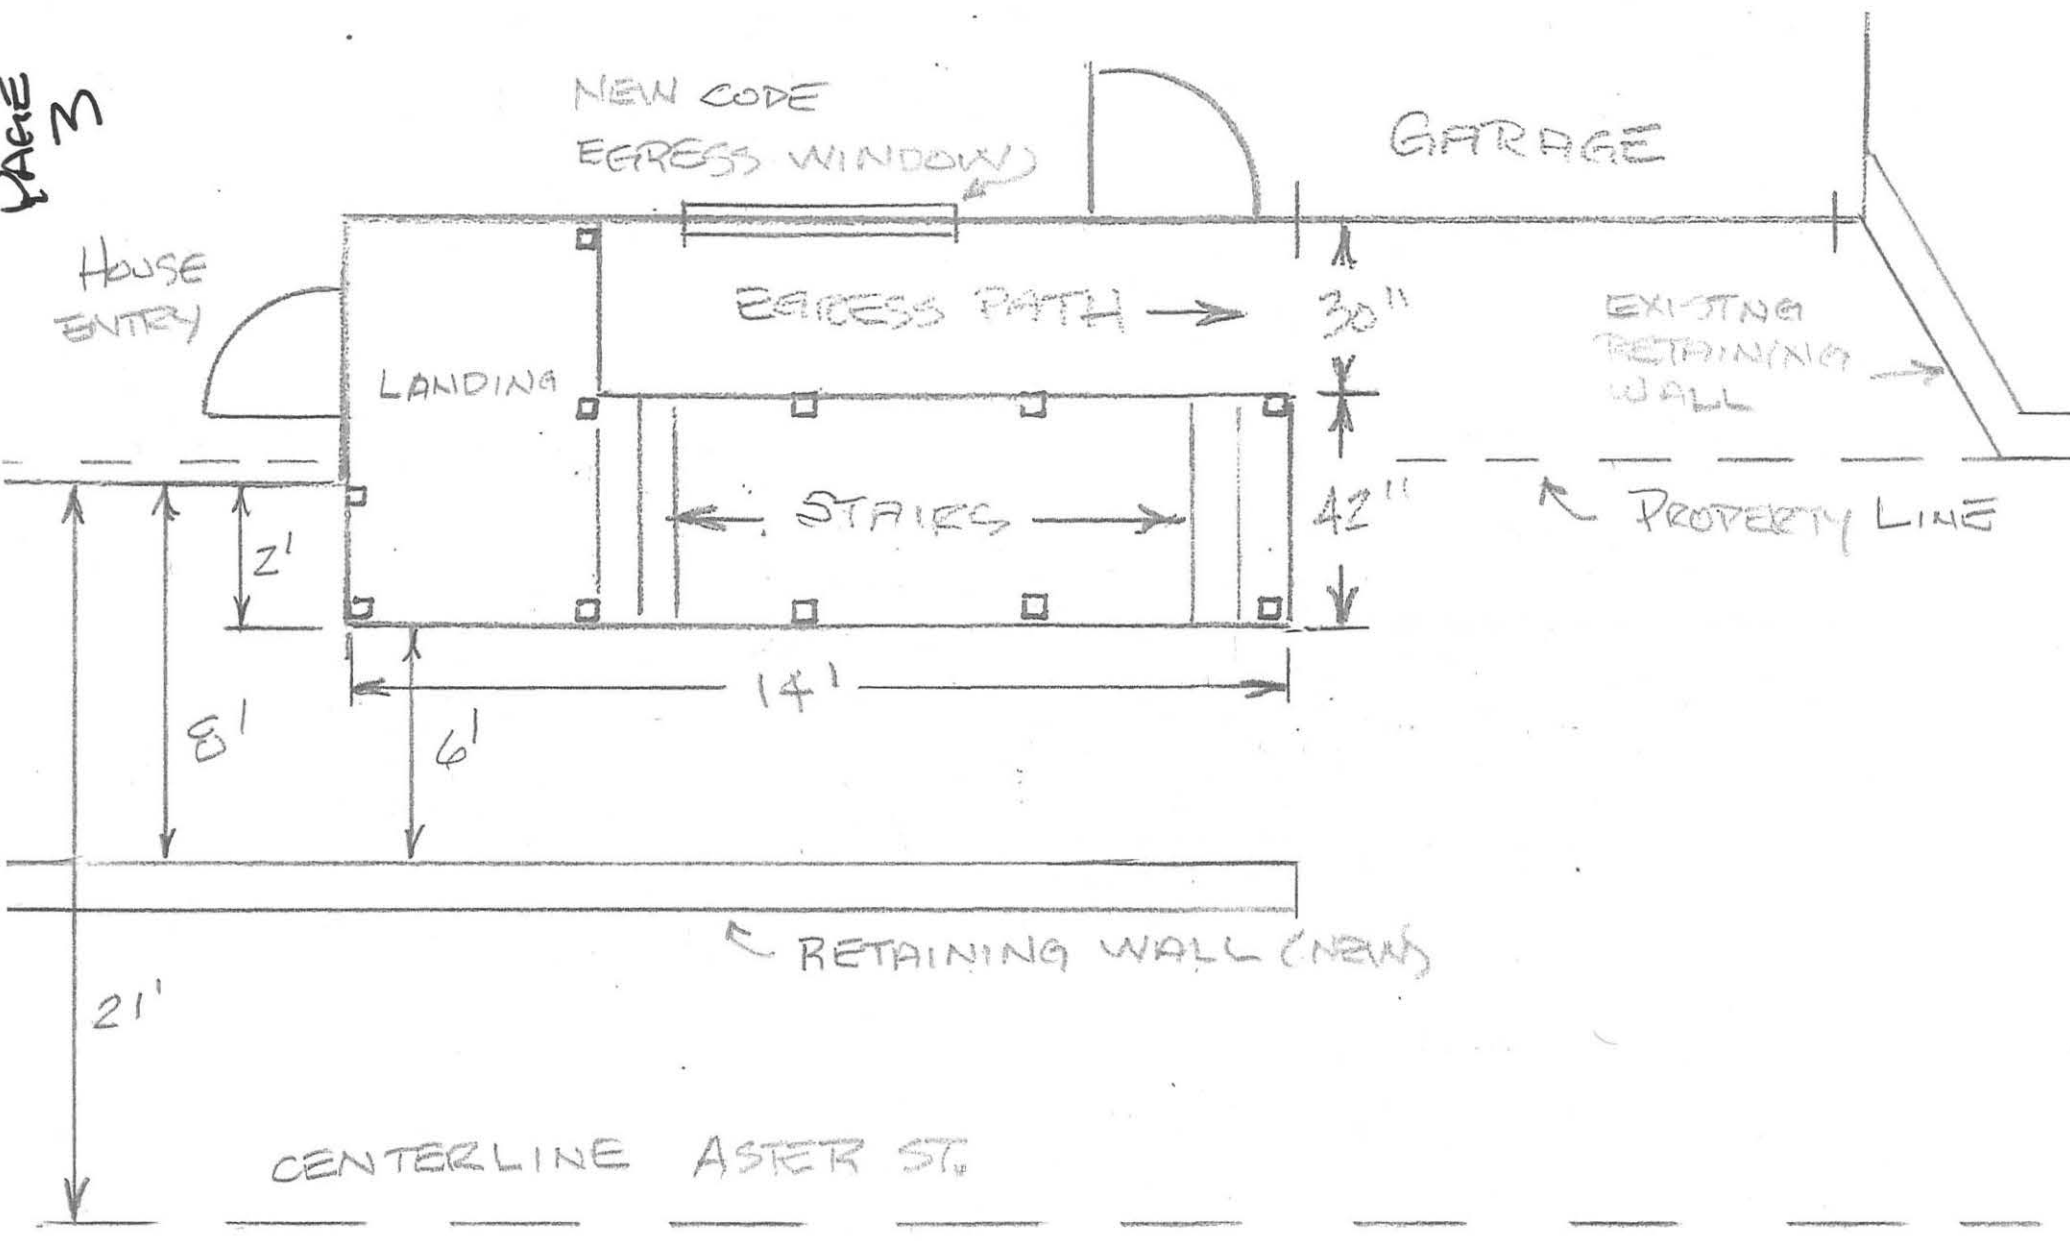 PAGE
3
NEW CODE
EGRESS WINDOW
GARAGE
HOUSE
ENTRY
EGRESS PATH
30"
EXISTNG
RETAINING
WALL
LANDING
STAIRS
42"
PROPERTY LINE
2'
14'
8'
6'
RETAINING WALL (NEW)
21'
CENTERLINE ASTER ST.